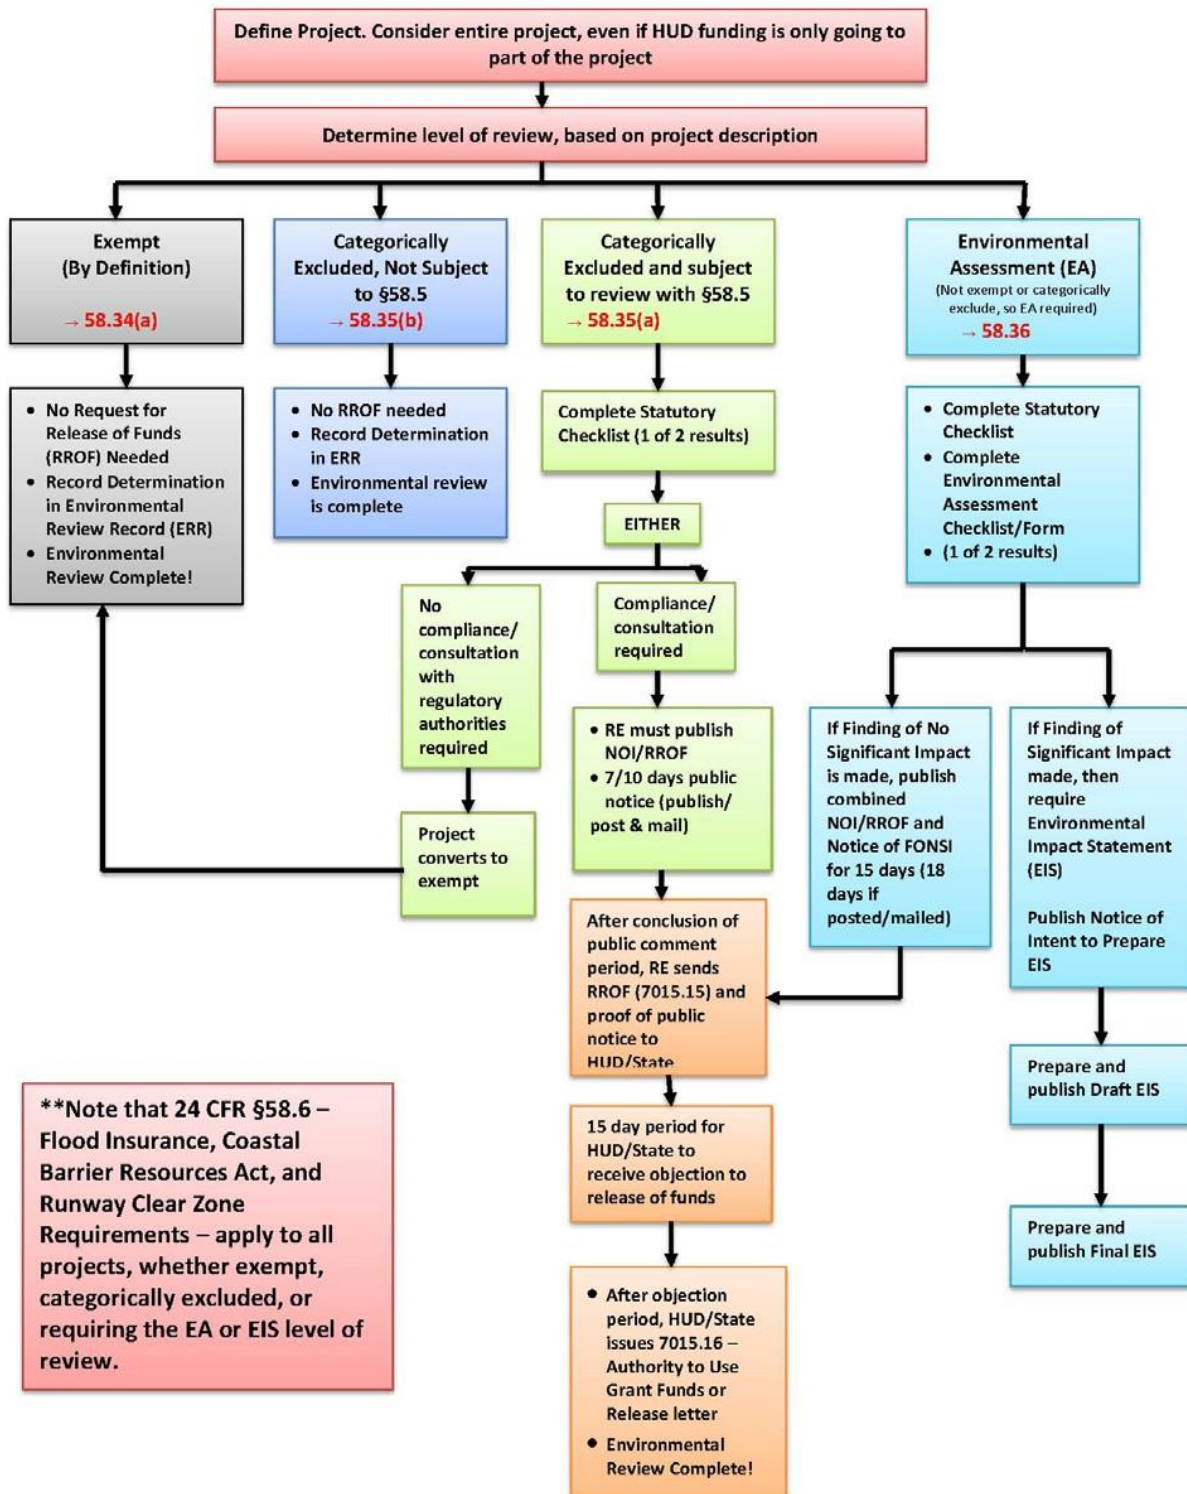 Define Project. Consider entire project, even if HUD funding is only going to
part of the project
Determine level of review, based on project description
Exempt
(By Definition)
→ 58.34(a)
Categorically
Excluded, Not Subject
to §58.5
→ 58.35(b)
Categorically
Excluded and subject
to review with §58.5
→ 58.35(a)
Environmental
Assessment (EA)
(Not exempt or categorically
exclude, so EA required)
→ 58.36
• No Request for
Release of Funds
(RROF) Needed
• Record Determination
in Environmental
Review Record (ERR)
• Environmental
Review Complete!
• No RROF needed
• Record Determination
in ERR
• Environmental review
is complete
Complete Statutory
Checklist (1 of 2 results)
• Complete Statutory
Checklist
• Complete
Environmental
Assessment
Checklist/Form
• (1 of 2 results)
EITHER
No
compliance/
consultation
with
regulatory
authorities
required
Compliance/
consultation
required
Project
converts to
exempt
• RE must publish
NOI/RROF
• 7/10 days public
notice (publish/
post & mail)
If Finding of No
Significant Impact
is made, publish
combined
NOI/RROF and
Notice of FONSI
for 15 days (18
days if
posted/mailed)
If Finding of
Significant Impact
made, then
require
Environmental
Impact Statement
(EIS)
Publish Notice of
Intent to Prepare
EIS
After conclusion of
public comment
period, RE sends
RROF (7015.15) and
proof of public
notice to
HUD/State
Prepare and
publish Draft EIS
15 day period for
HUD/State to
receive objection to
release of funds
Prepare and
publish Final EIS
• After objection
period, HUD/State
issues 7015.16 –
Authority to Use
Grant Funds or
Release letter
• Environmental
Review Complete!
**Note that 24 CFR §58.6 –
Flood Insurance, Coastal
Barrier Resources Act, and
Runway Clear Zone
Requirements – apply to all
projects, whether exempt,
categorically excluded, or
requiring the EA or EIS level of
review.